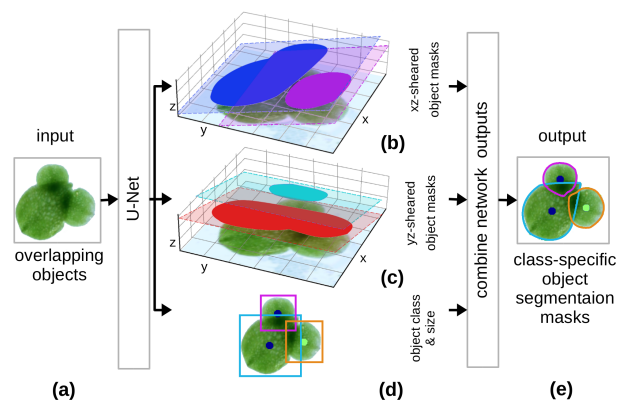 input
overlapping
objects
(a)
U-Net
z
y
x
(b)
xz-sheared
object masks
z
y
x
(c)
yz-sheared
object masks
(d)
object class
& size
combine network outputs
output
class-specific
object
segmentaion
masks
(e)